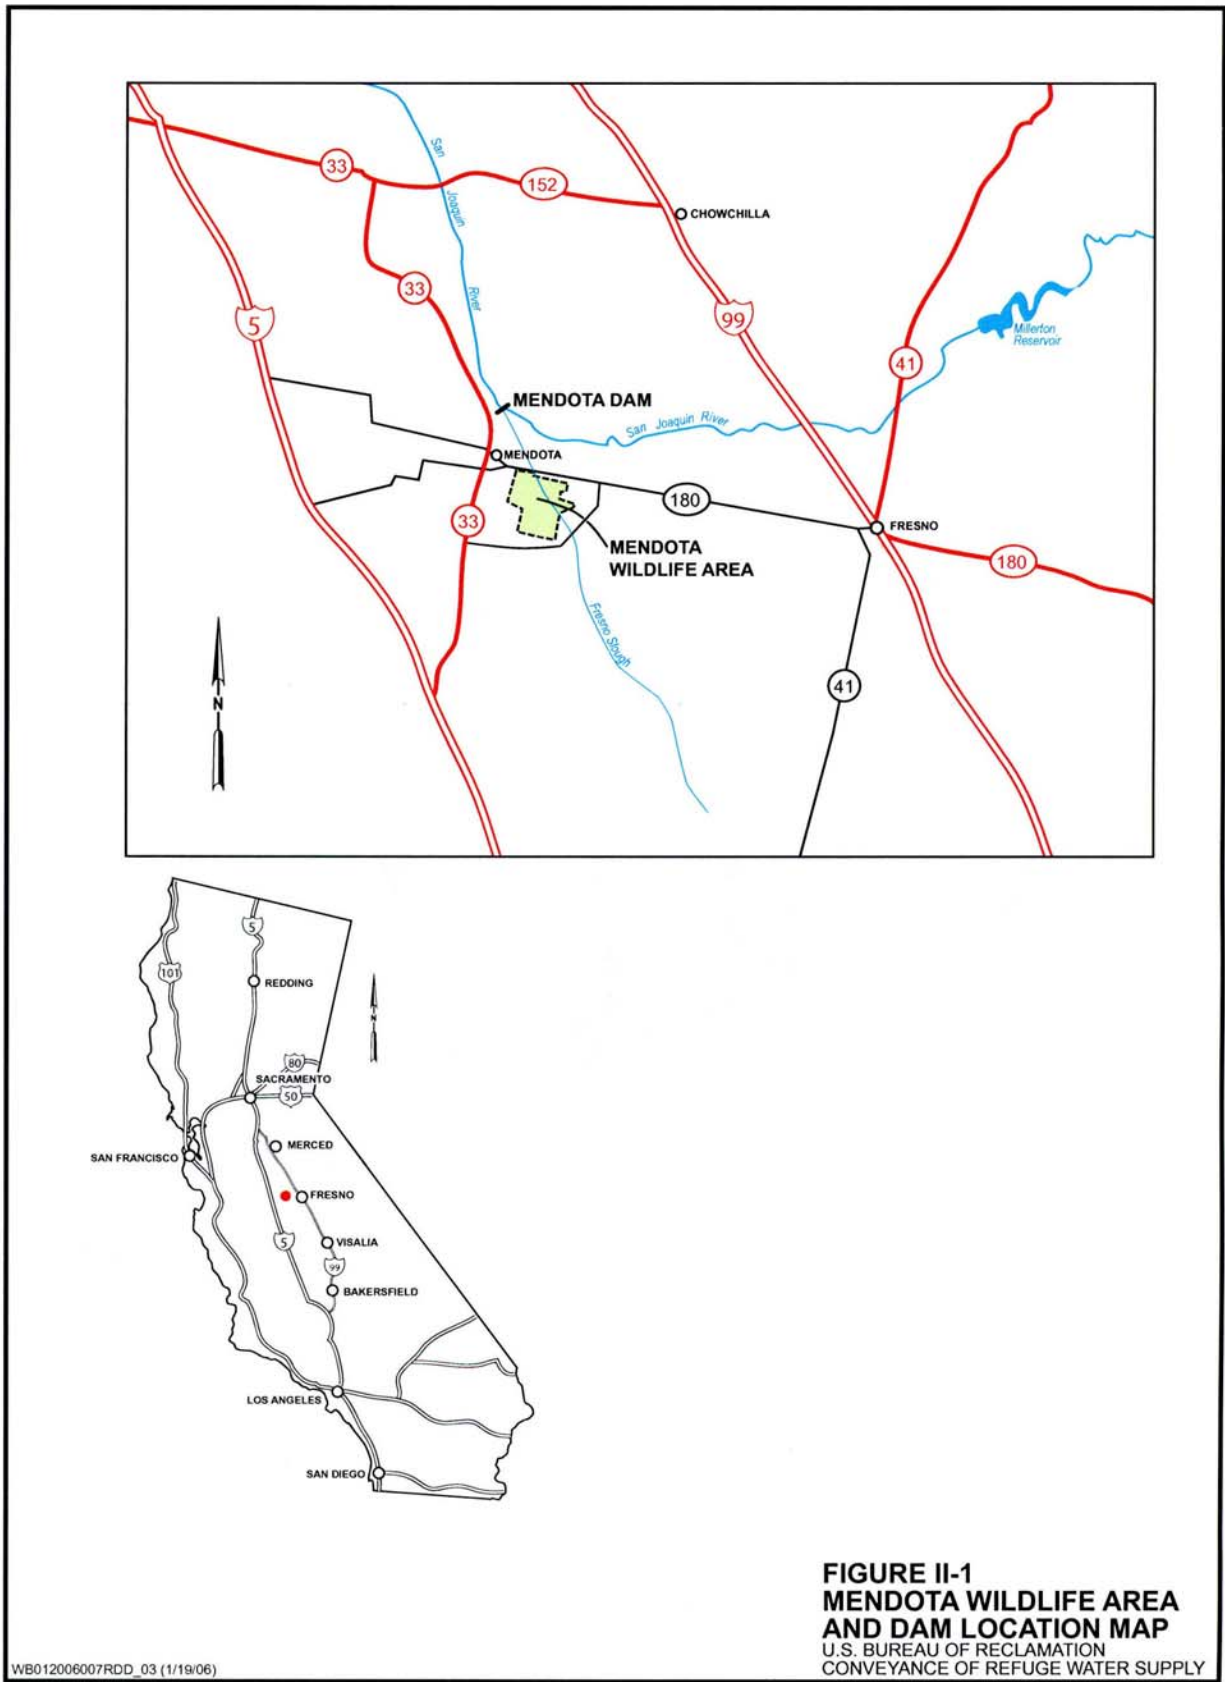 33
152
CHOWCHILLA
San
Joaquin
River
33
5
99
Millerton
Reservoir
41
MENDOTA DAM
San Joaquin River
MENDOTA
180
33
FRESNO
MENDOTA
WILDLIFE AREA
180
Fresno Slough
41
N
5
101
REDDING
N
80
SACRAMENTO
50
MERCED
SAN FRANCISCO
FRESNO
5
VISALIA
99
BAKERSFIELD
LOS ANGELES
SAN DIEGO
FIGURE II-1
MENDOTA WILDLIFE AREA
AND DAM LOCATION MAP
U.S. BUREAU OF RECLAMATION
CONVEYANCE OF REFUGE WATER SUPPLY
WB012006007RDD_03 (1/19/06)